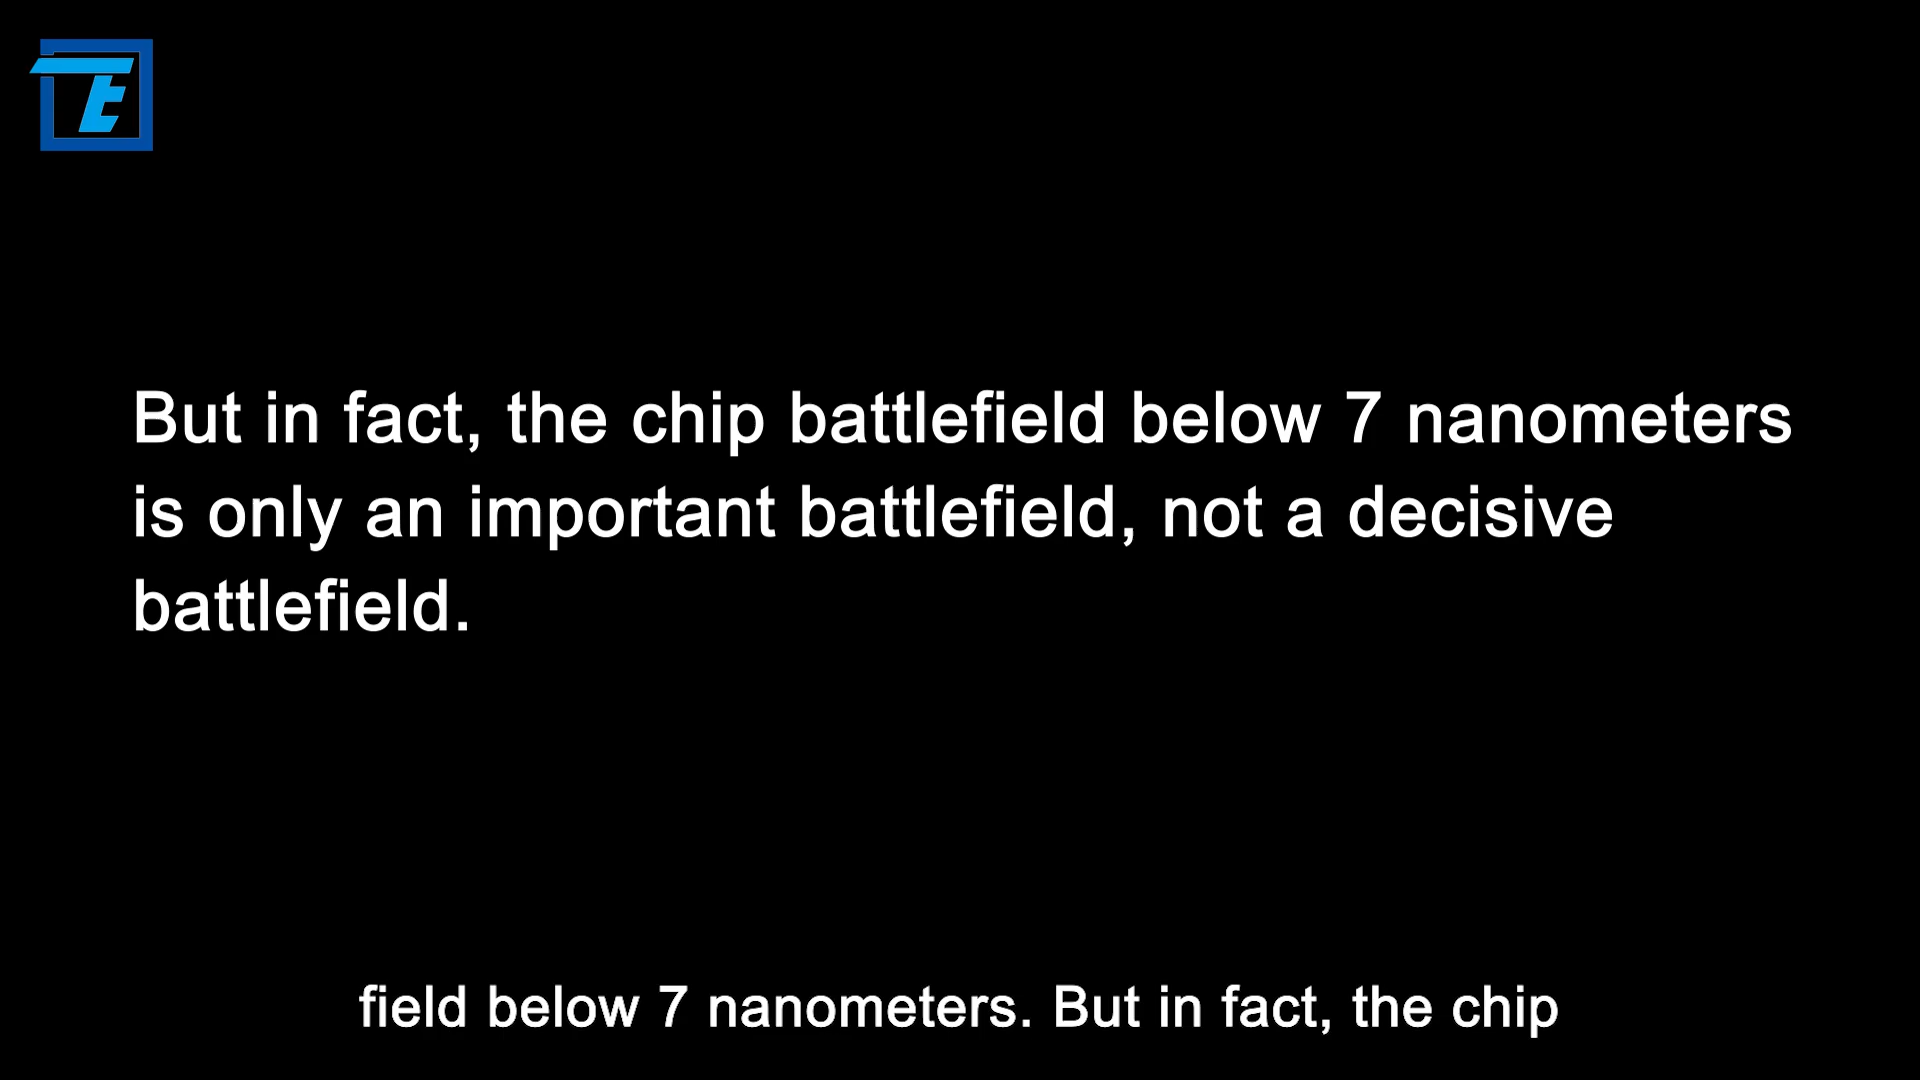 But in fact, the chip battlefield below 7 nanometers
is only an important battlefield, not a decisive
battlefield.
field below 7 nanometers. But in fact, the chip